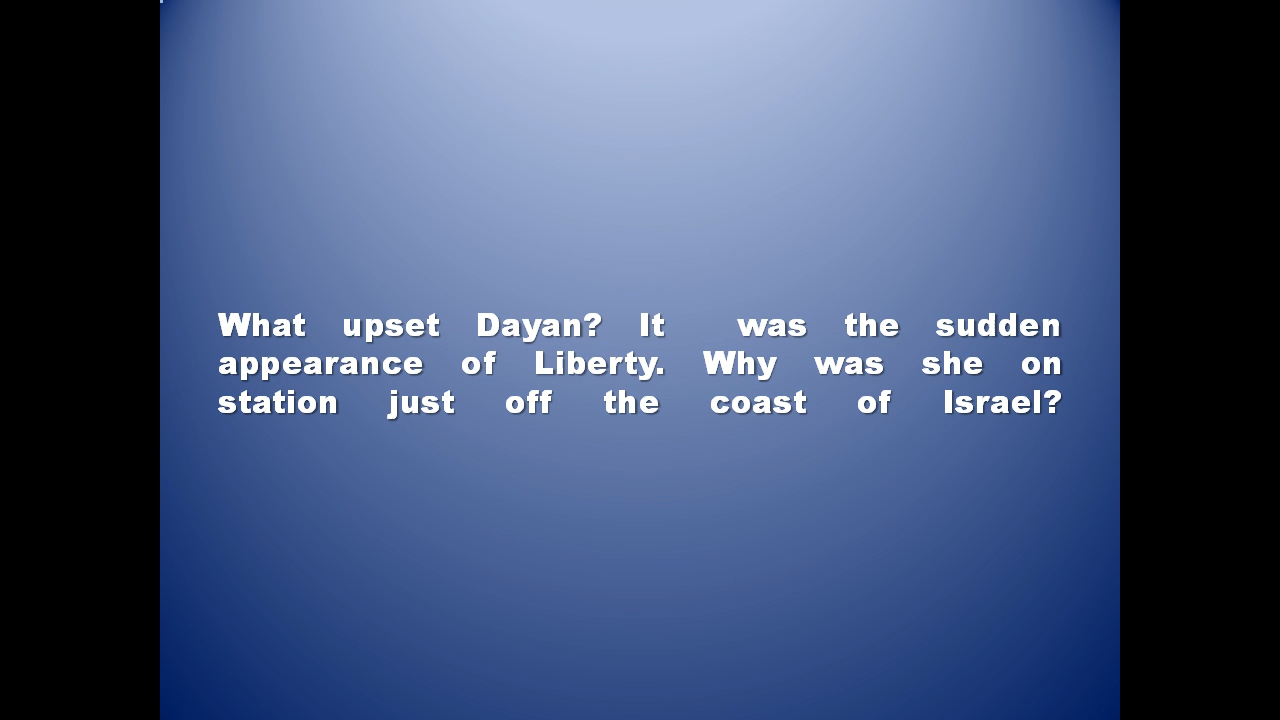 What upset Dayan? It was the sudden
appearance of Liberty. Why was she on
station just off the coast of Israel?